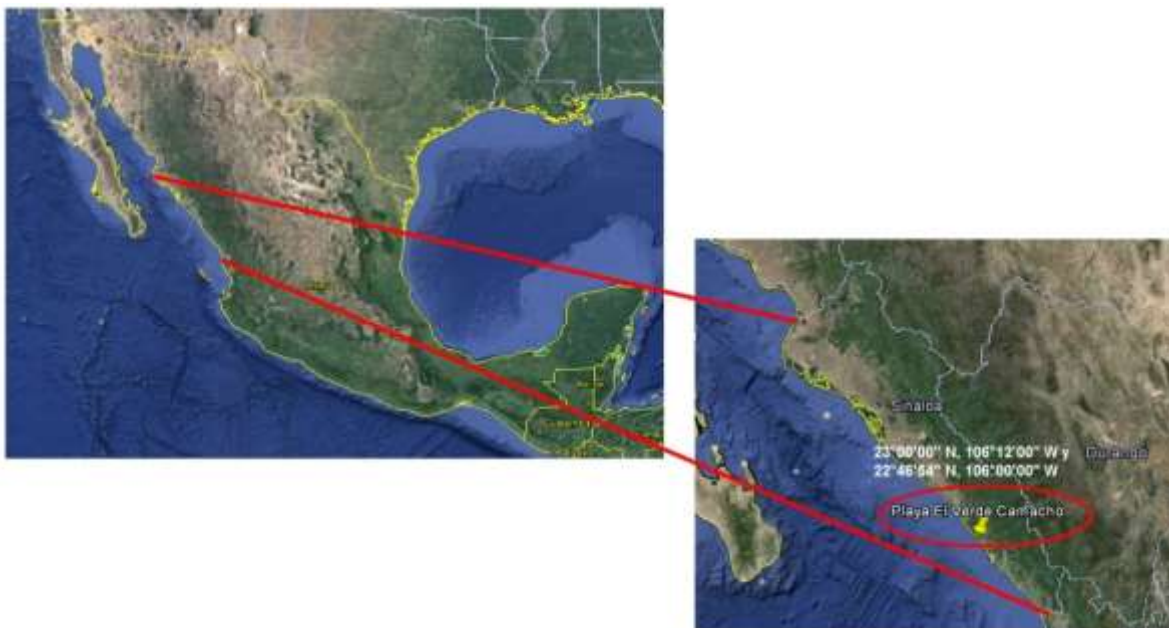 Sinaloa
23°00'00" N, 106°12'00" W y
22°46'54" N, 106°00'00" W
Durango
Playa El Verde Camacho